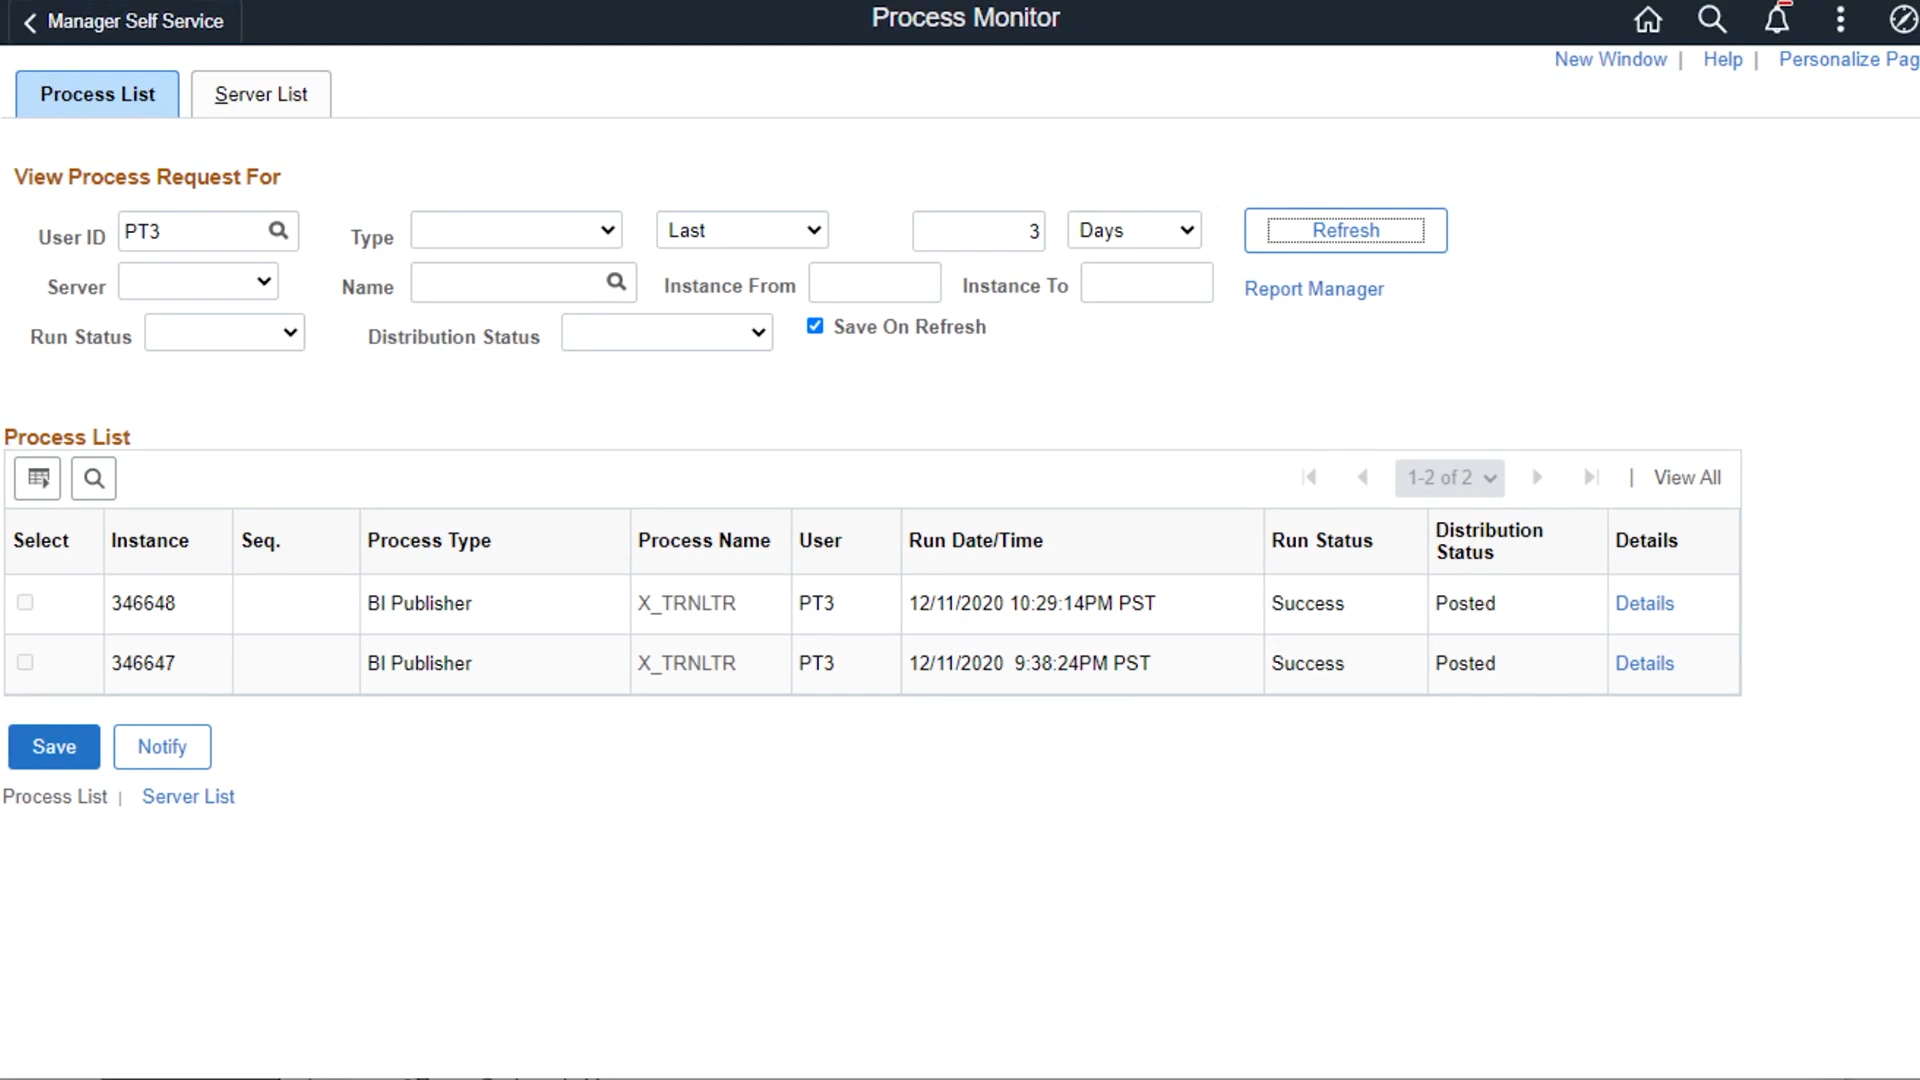 Manager Self Service
Process Monitor
New Window | Help | Personalize Pag
Process List
Server List
View Process Request For
User ID PT3 Type Last 3 Days Refresh
Server Name Instance From Instance To Report Manager
Run Status Distribution Status Save On Refresh
Process List
1-2 of 2 | View All
Select Instance Seq. Process Type Process Name User Run Date/Time Run Status Distribution Status Details
346648 BI Publisher X_TRNLTR PT3 12/11/2020 10:29:14PM PST Success Posted Details
346647 BI Publisher X_TRNLTR PT3 12/11/2020 9:38:24PM PST Success Posted Details
Save Notify
Process List | Server List